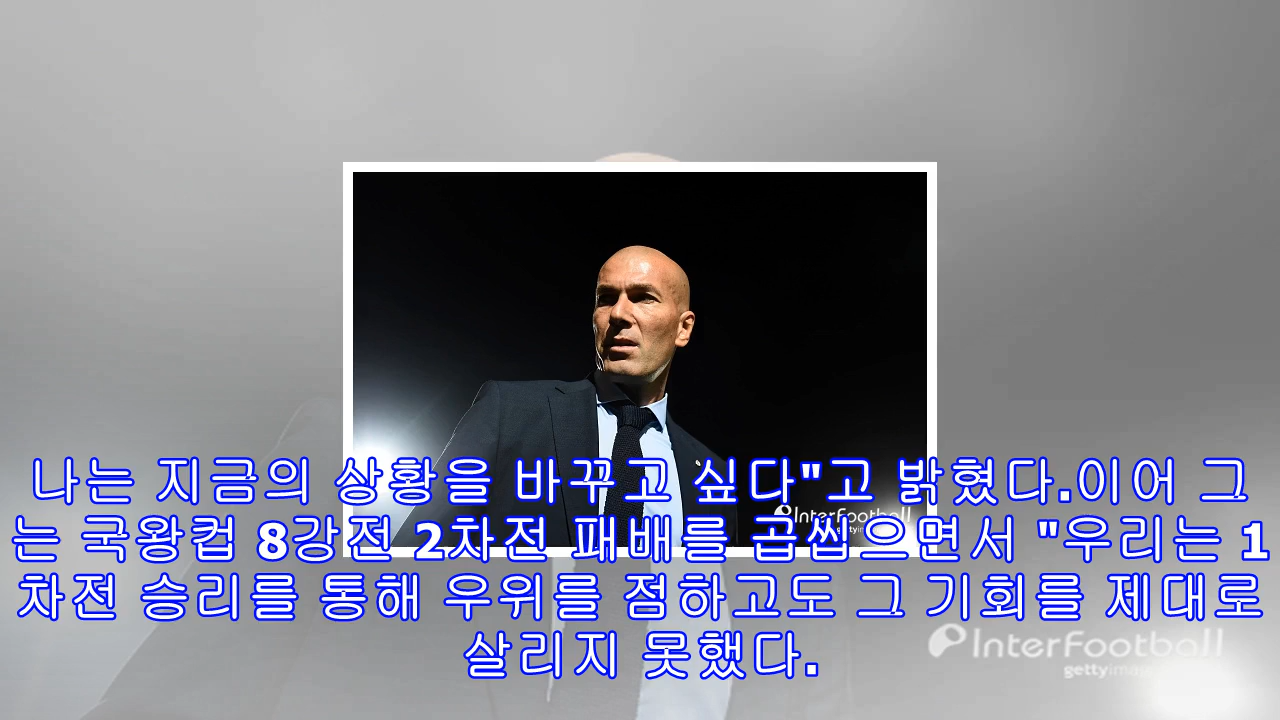 InterFootball
나는 지금의 상황을 바꾸고 싶다"고 밝혔다.이어 그
는 국왕컵 8강전 2차전 패배를 곱씹으면서 "우리는 1
차전 승리를 통해 우위를 점하고도 그 기회를 제대로
살리지 못했다.
InterFootball